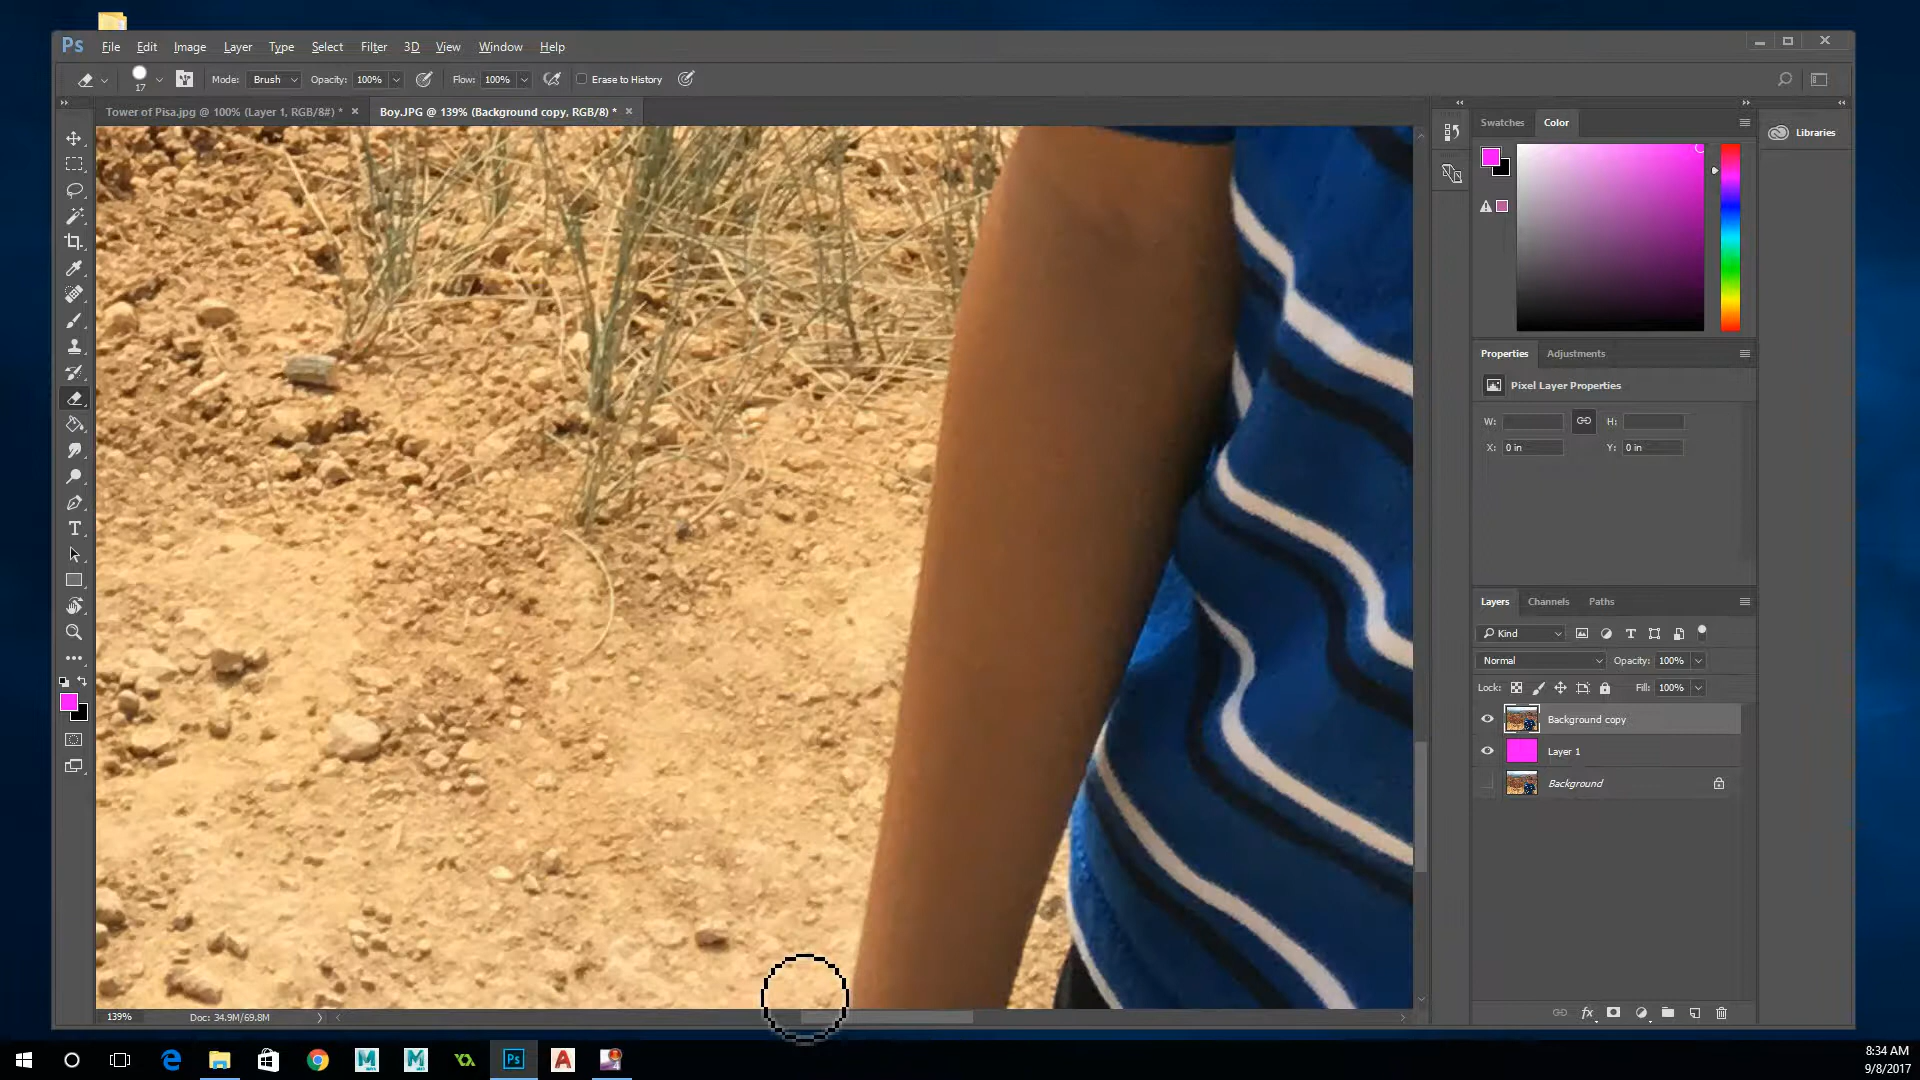 Ps File Edit Image Layer Type Select Filter 3D View Window Help
17 Mode: Brush Opacity: 100% Flow: 100% Erase to History
Tower of Pisa.jpg @ 100% (Layer 1, RGB/8#) * Boy.JPG @ 139% (Background copy, RGB/8) *
Swatches Color
Libraries
Properties Adjustments
Pixel Layer Properties
W: H:
X: 0 in Y: 0 in
Layers Channels Paths
Kind
Normal Opacity: 100%
Lock: Fill: 100%
Background copy
Layer 1
Background
fx
139% Doc: 34.9M/69.8M
Ps
8:34 AM
9/8/2017